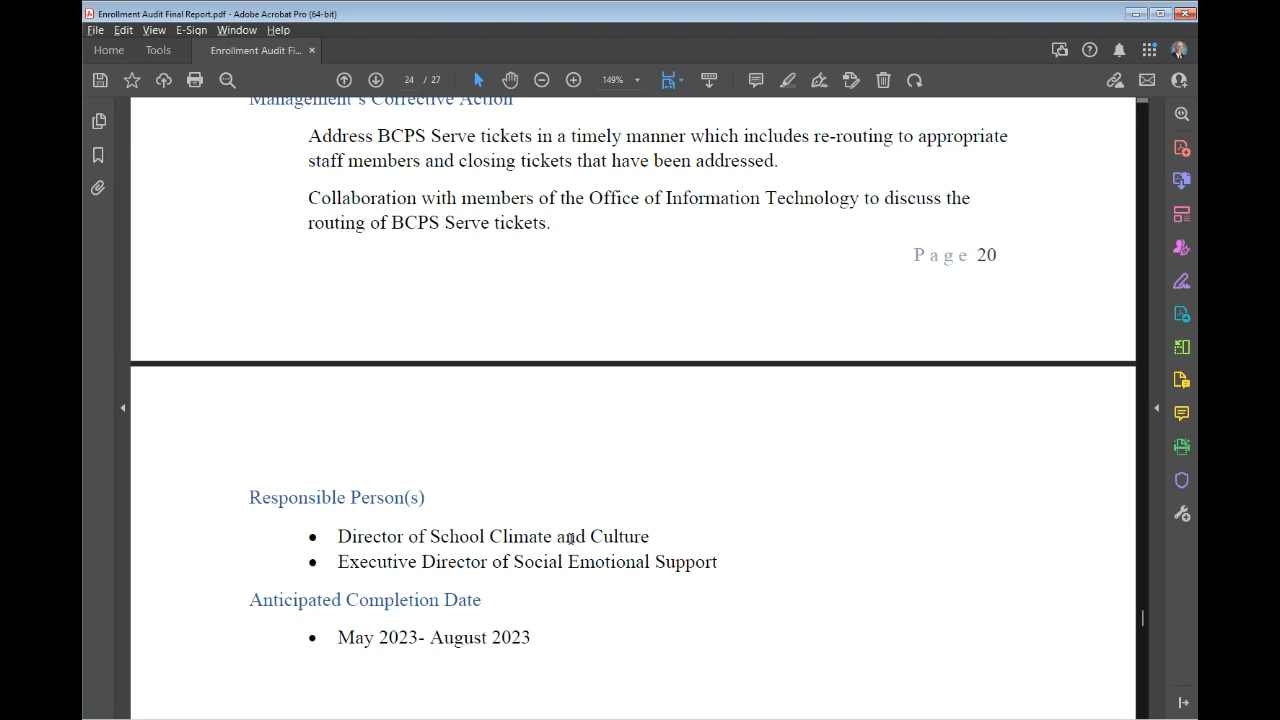 Enrollment Audit Final Report.pdf - Adobe Acrobat Pro (64-bit)
File Edit View E-Sign Window Help
Home Tools Enrollment Audit Fi... ×
24 / 27 149%
Management's Corrective Action
Address BCPS Serve tickets in a timely manner which includes re-routing to appropriate
staff members and closing tickets that have been addressed.
Collaboration with members of the Office of Information Technology to discuss the
routing of BCPS Serve tickets.
Page 20
Responsible Person(s)
• Director of School Climate and Culture
• Executive Director of Social Emotional Support
Anticipated Completion Date
• May 2023- August 2023